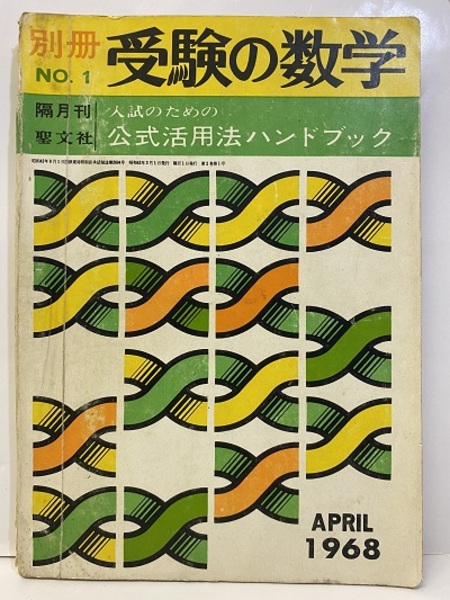 別冊
NO. 1
受験の数学
隔月刊
聖文社
入試のための
公式活用法ハンドブック
APRIL
1968